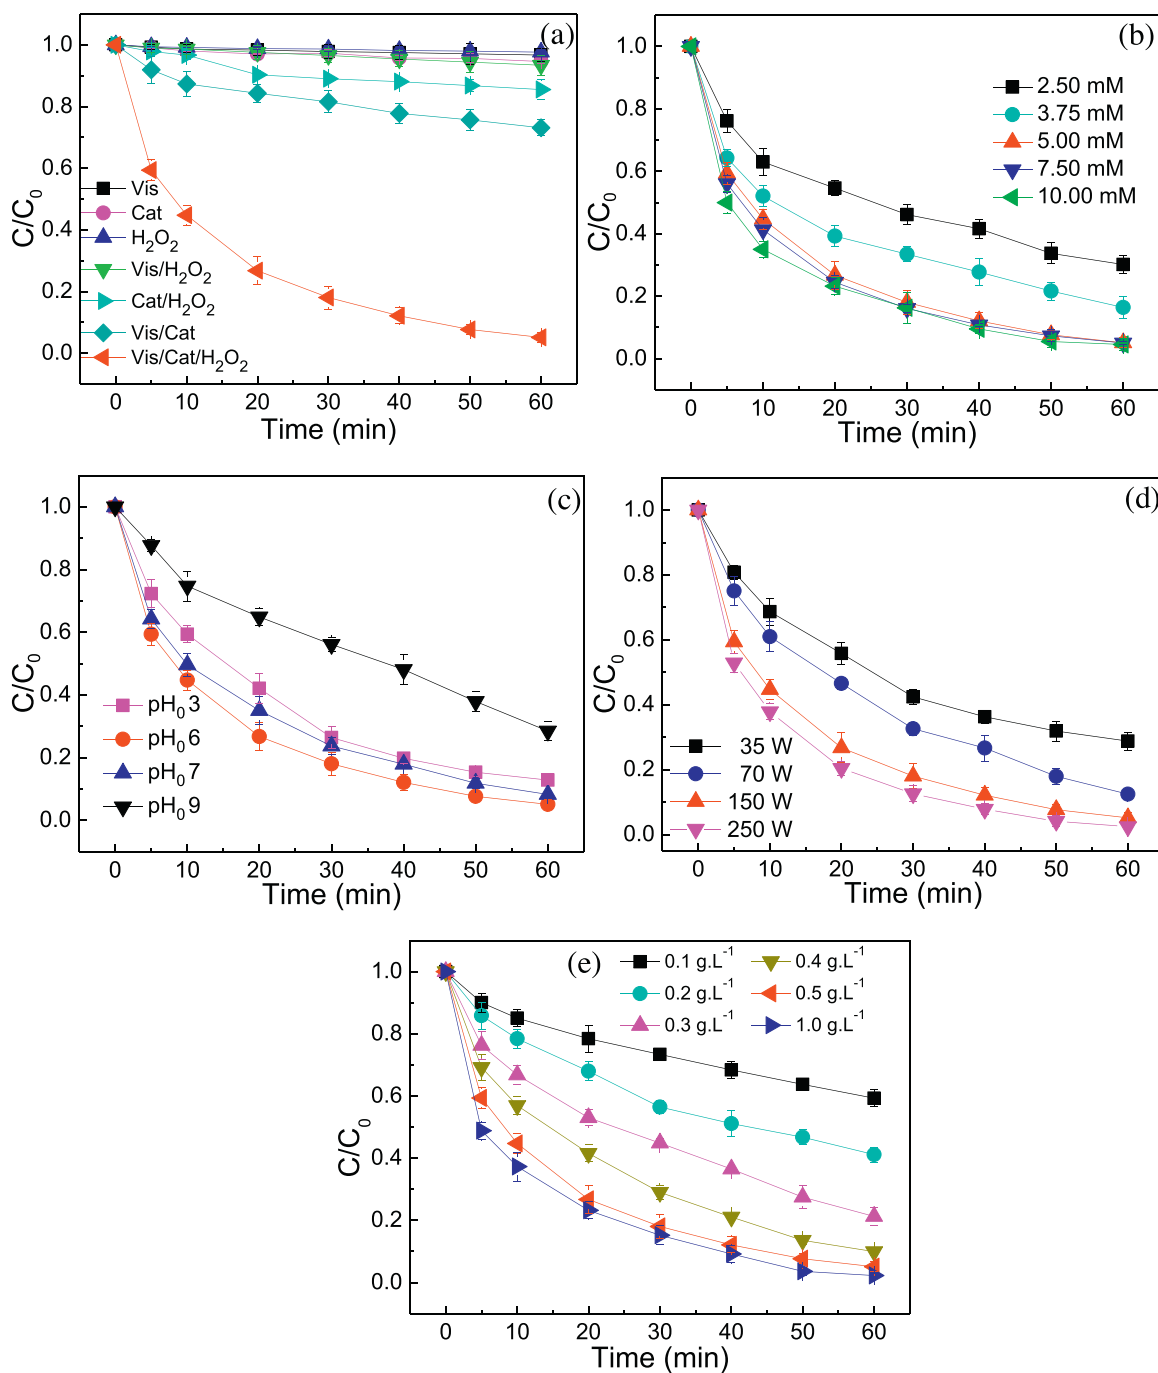 (a)
C/C0
1.0
0.8
0.6
0.4
0.2
0.0
Vis
Cat
H2O2
Vis/H2O2
Cat/H2O2
Vis/Cat
Vis/Cat/H2O2
0 10 20 30 40 50 60
Time (min)
(b)
C/C0
1.0
0.8
0.6
0.4
0.2
0.0
2.50 mM
3.75 mM
5.00 mM
7.50 mM
10.00 mM
0 10 20 30 40 50 60
Time (min)
(c)
C/C0
1.0
0.8
0.6
0.4
0.2
0.0
pH0 3
pH0 6
pH0 7
pH0 9
0 10 20 30 40 50 60
Time (min)
(d)
C/C0
1.0
0.8
0.6
0.4
0.2
0.0
35 W
70 W
150 W
250 W
0 10 20 30 40 50 60
Time (min)
(e)
C/C0
1.0
0.8
0.6
0.4
0.2
0.0
0.1 g.L-1
0.2 g.L-1
0.3 g.L-1
0.4 g.L-1
0.5 g.L-1
1.0 g.L-1
0 10 20 30 40 50 60
Time (min)